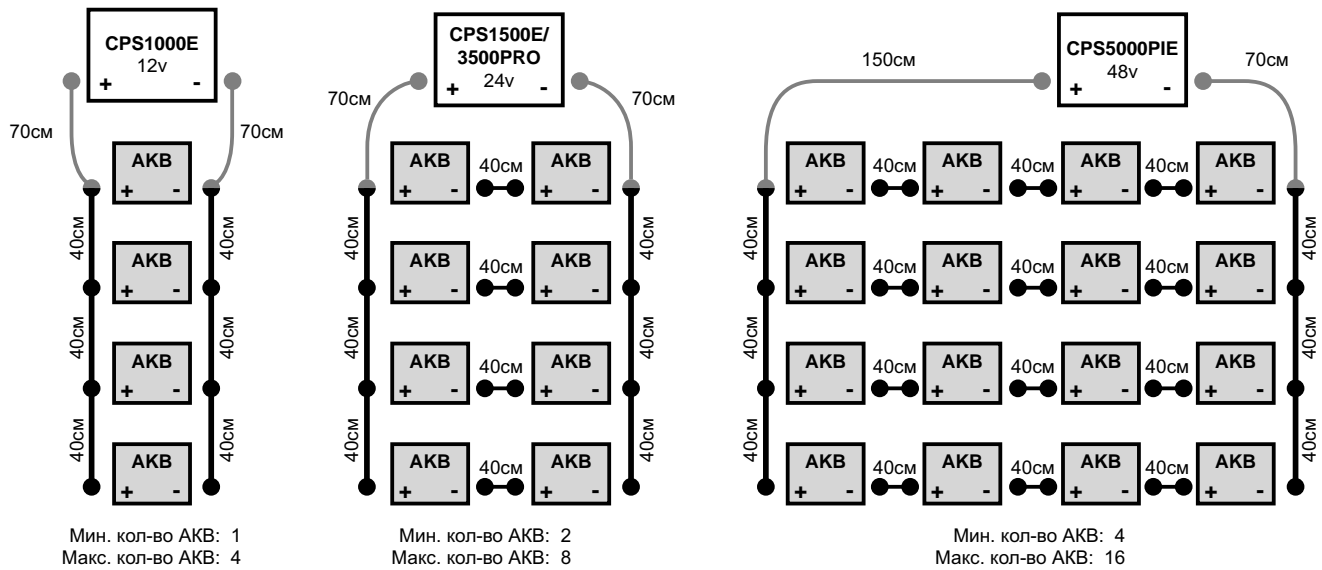 CPS1000E
12v
+ -
70см 70см
АКВ
+ -
40см 40см
АКВ
+ -
40см 40см
АКВ
+ -
40см 40см
АКВ
+ -
Мин. кол-во АКВ: 1
Макс. кол-во АКВ: 4
CPS1500E/
3500PRO
24v
+ -
70см 70см
АКВ 40см АКВ
+ - + -
40см 40см
АКВ 40см АКВ
+ - + -
40см 40см
АКВ 40см АКВ
+ - + -
40см 40см
АКВ 40см АКВ
+ - + -
Мин. кол-во АКВ: 2
Макс. кол-во АКВ: 8
CPS5000PIE
48v
+ -
150см 70см
АКВ 40см АКВ 40см АКВ 40см АКВ
+ - + - + - + -
40см 40см
АКВ 40см АКВ 40см АКВ 40см АКВ
+ - + - + - + -
40см 40см
АКВ 40см АКВ 40см АКВ 40см АКВ
+ - + - + - + -
40см 40см
АКВ 40см АКВ 40см АКВ 40см АКВ
+ - + - + - + -
Мин. кол-во АКВ: 4
Макс. кол-во АКВ: 16